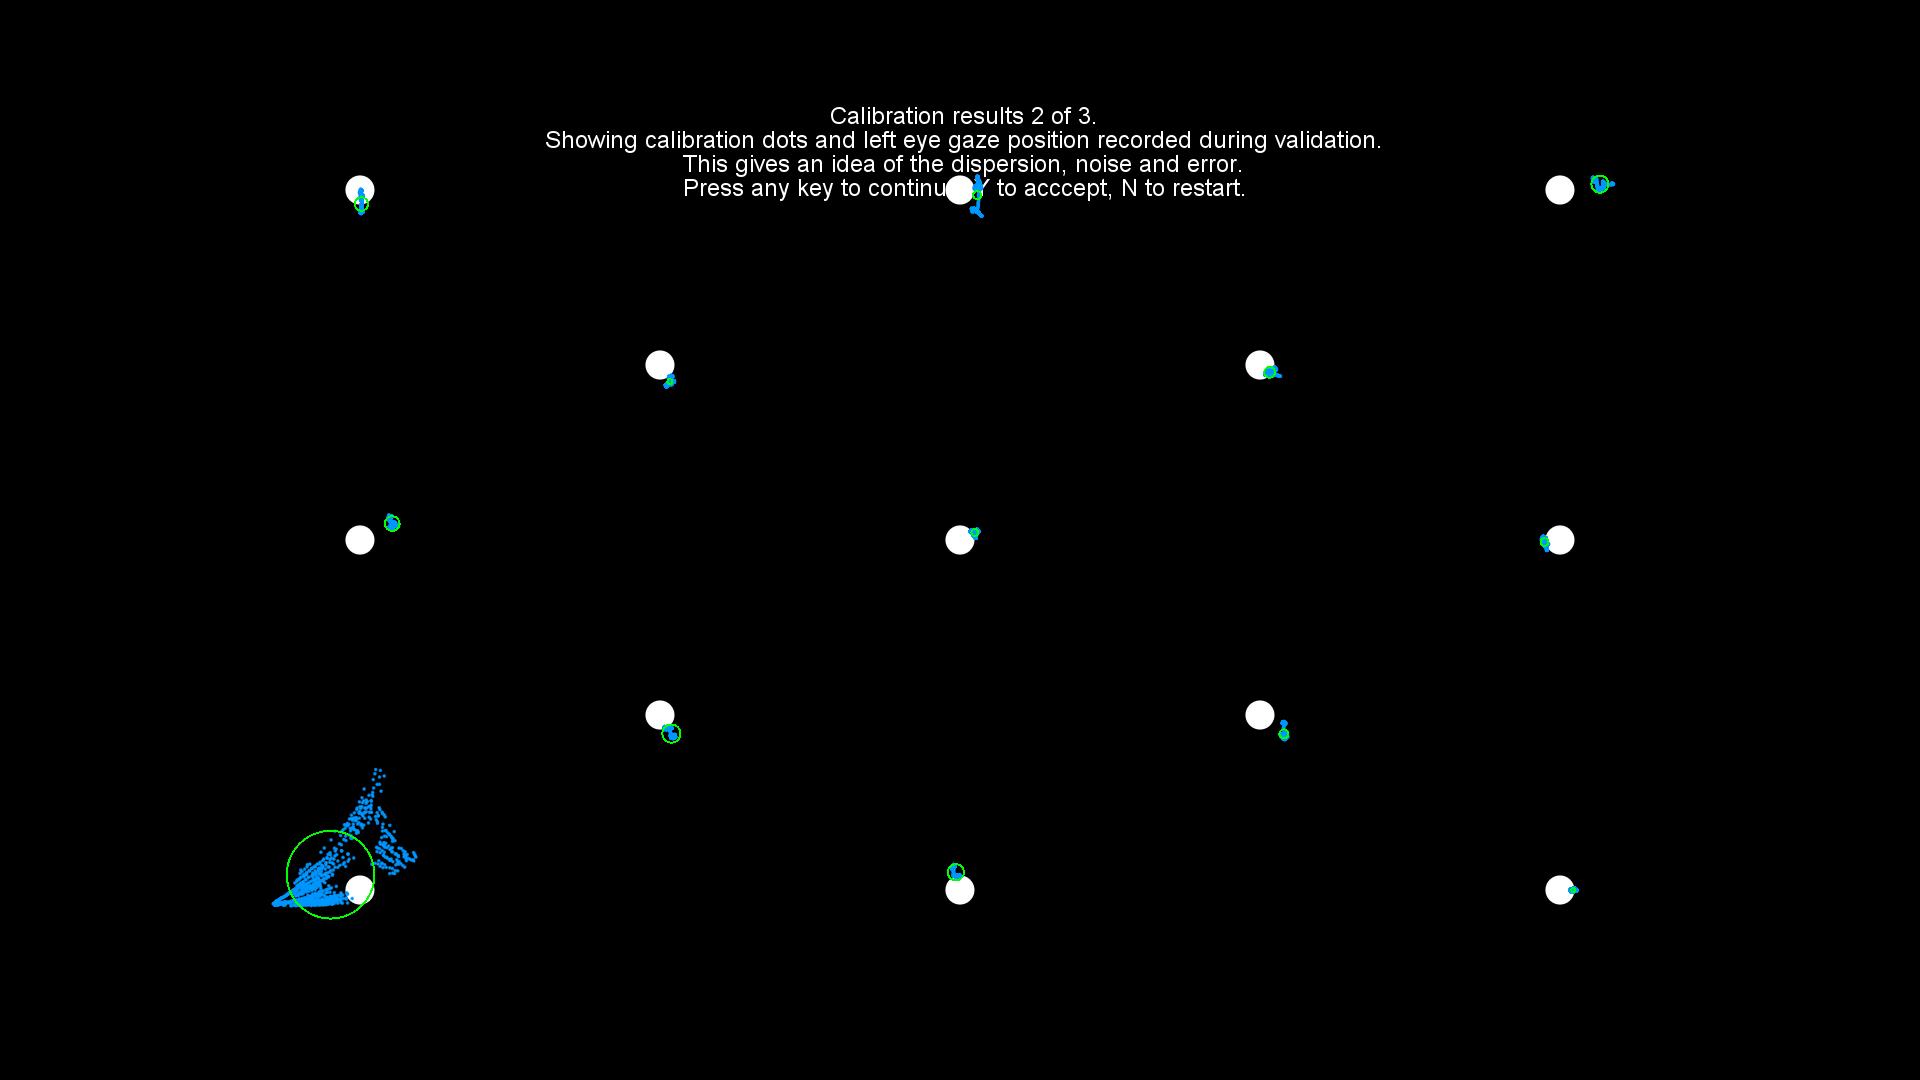 Calibration results 2 of 3.
Showing calibration dots and left eye gaze position recorded during validation.
This gives an idea of the dispersion, noise and error.
Press any key to continu Y to acccept, N to restart.